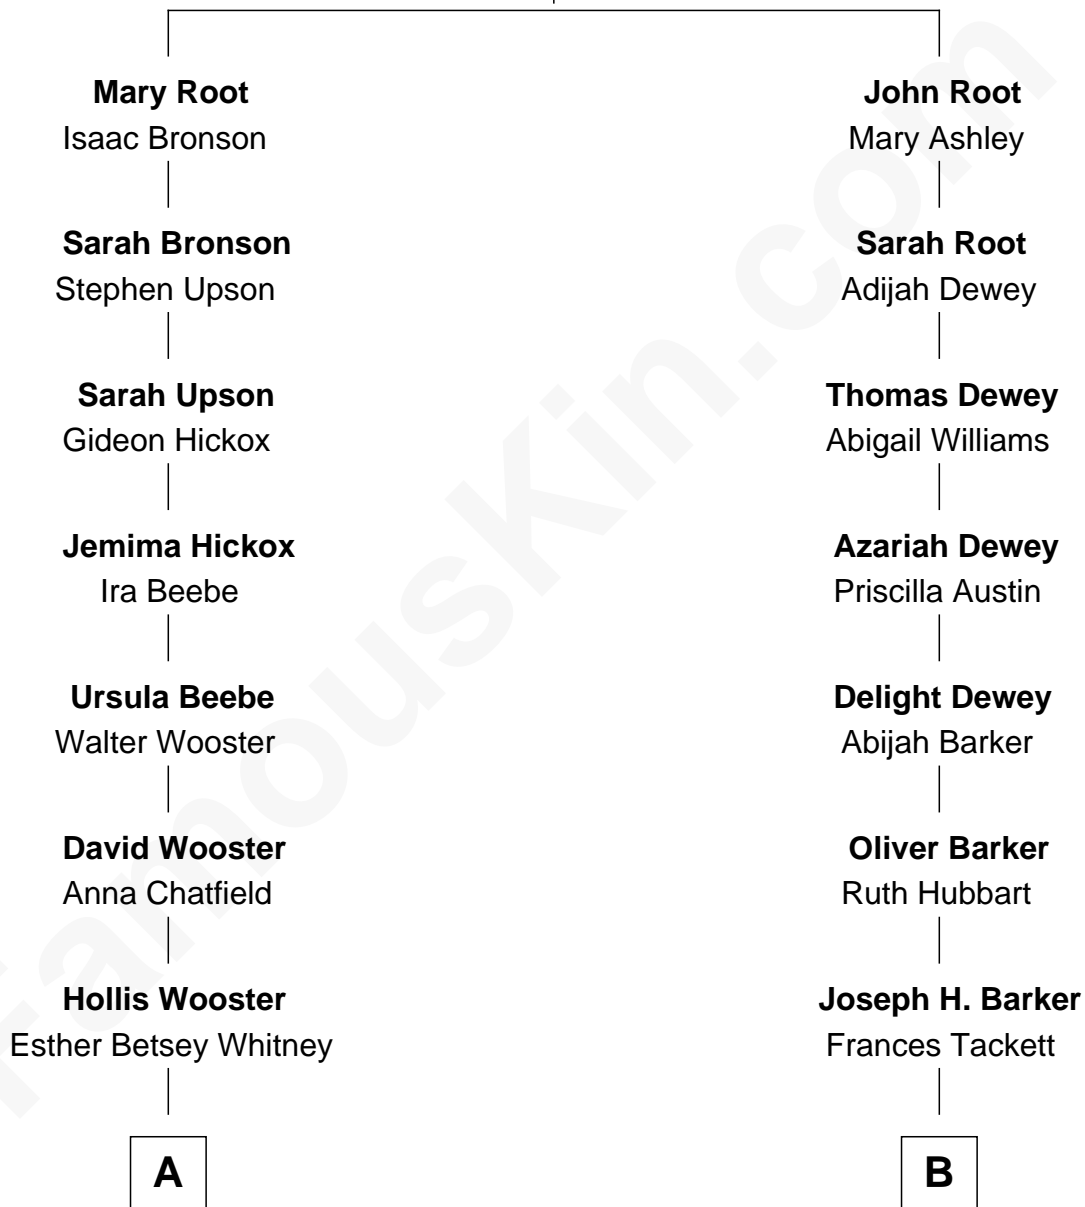 Mary Root
Isaac Bronson
Sarah Bronson
Stephen Upson
Sarah Upson
Gideon Hickox
Jemima Hickox
Ira Beebe
Ursula Beebe
Walter Wooster
David Wooster
Anna Chatfield
Hollis Wooster
Esther Betsey Whitney
A
John Root
Mary Ashley
Sarah Root
Adijah Dewey
Thomas Dewey
Abigail Williams
Azariah Dewey
Priscilla Austin
Delight Dewey
Abijah Barker
Oliver Barker
Ruth Hubbart
Joseph H. Barker
Frances Tackett
B
FamousKin.com